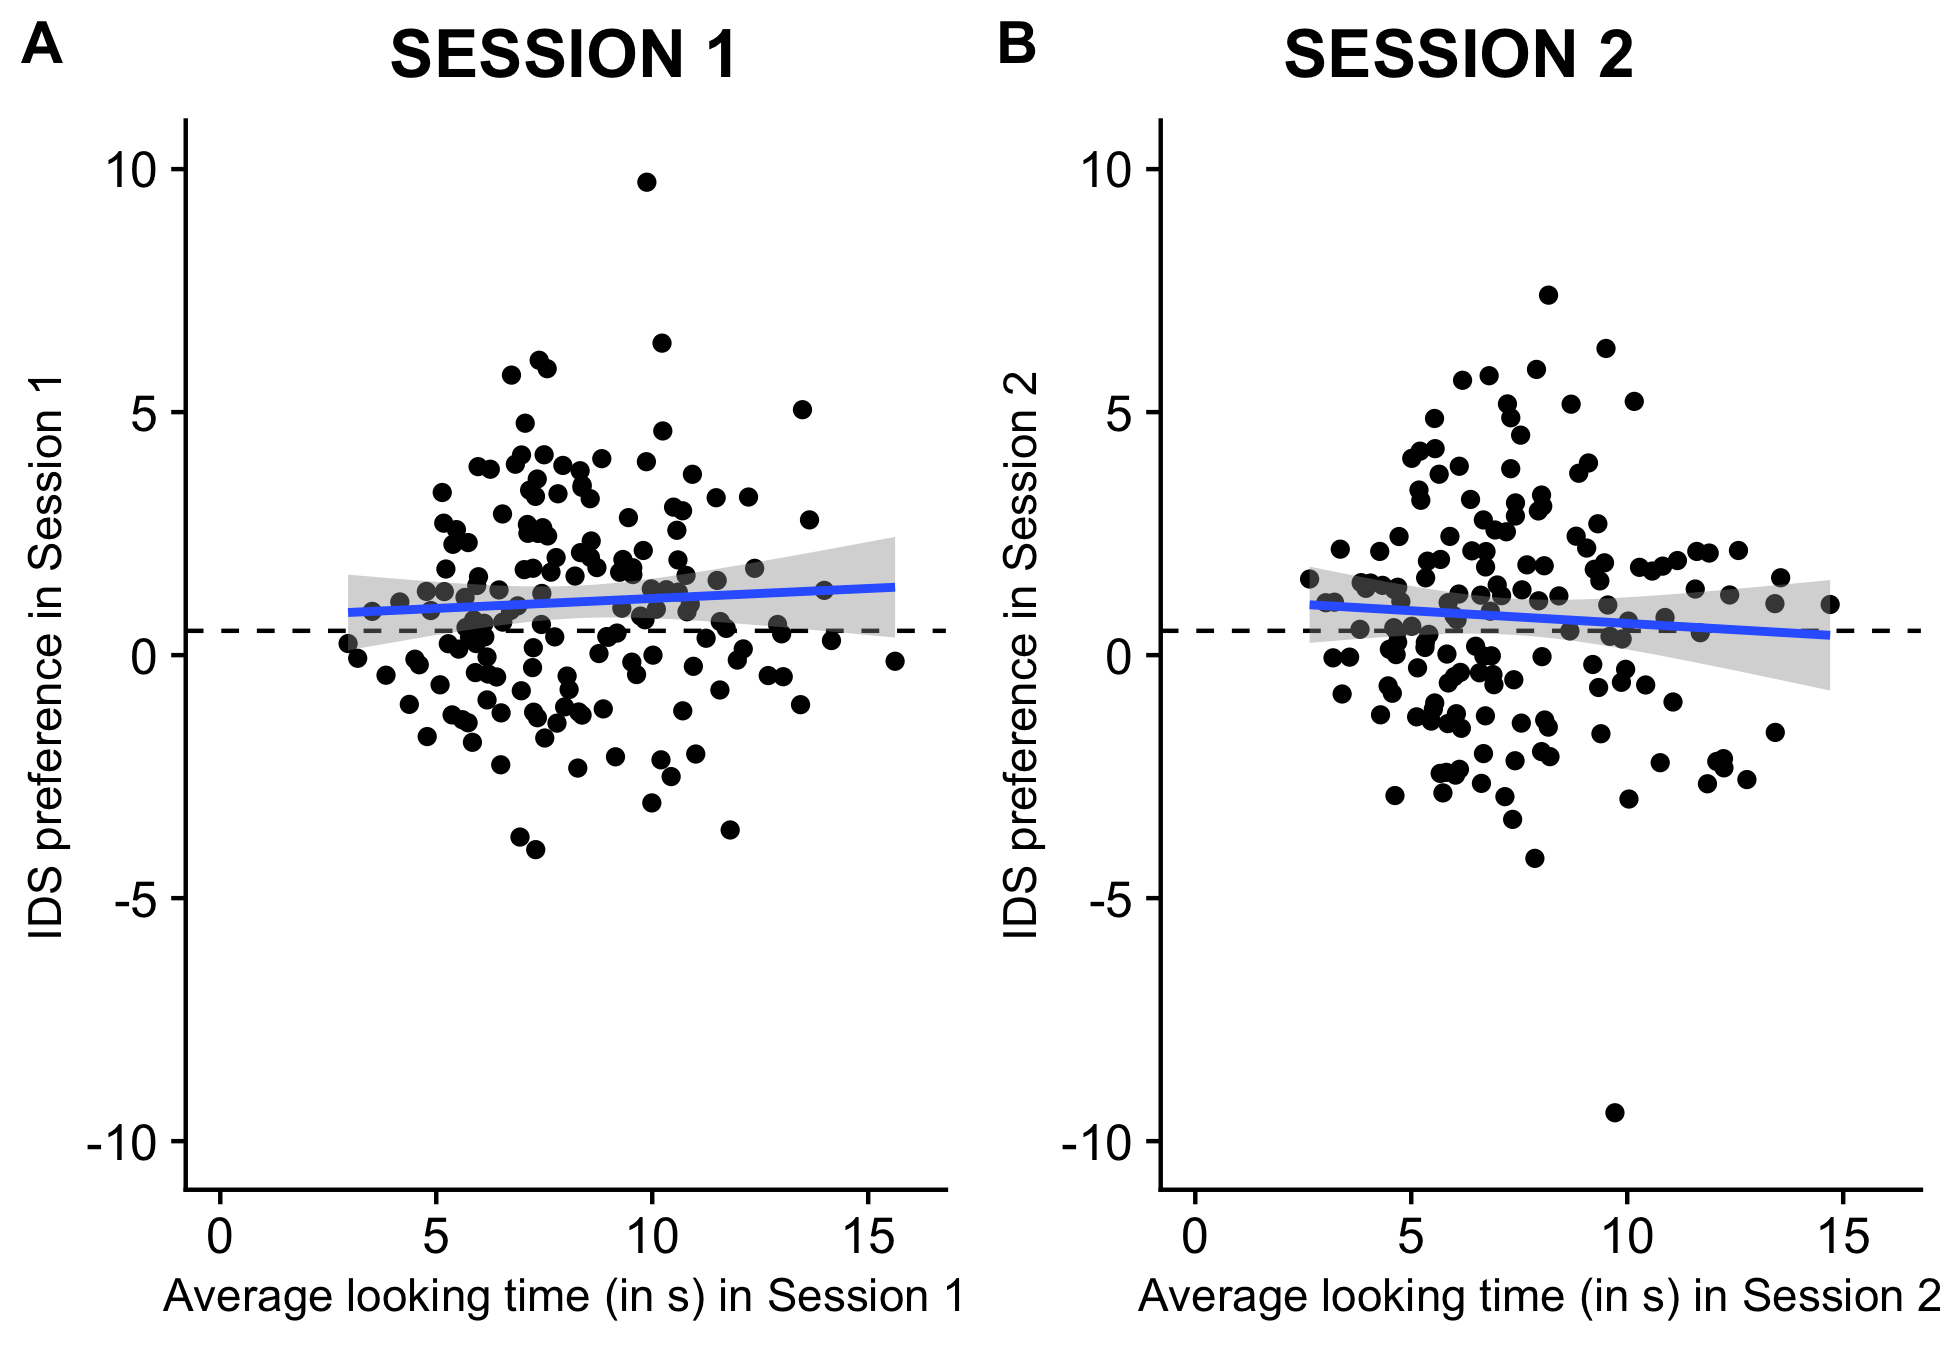 A
SESSION 1
IDS preference in Session 1
10
5
0
-5
-10
0
5
10
15
Average looking time (in s) in Session 1
B
SESSION 2
IDS preference in Session 2
10
5
0
-5
-10
0
5
10
15
Average looking time (in s) in Session 2